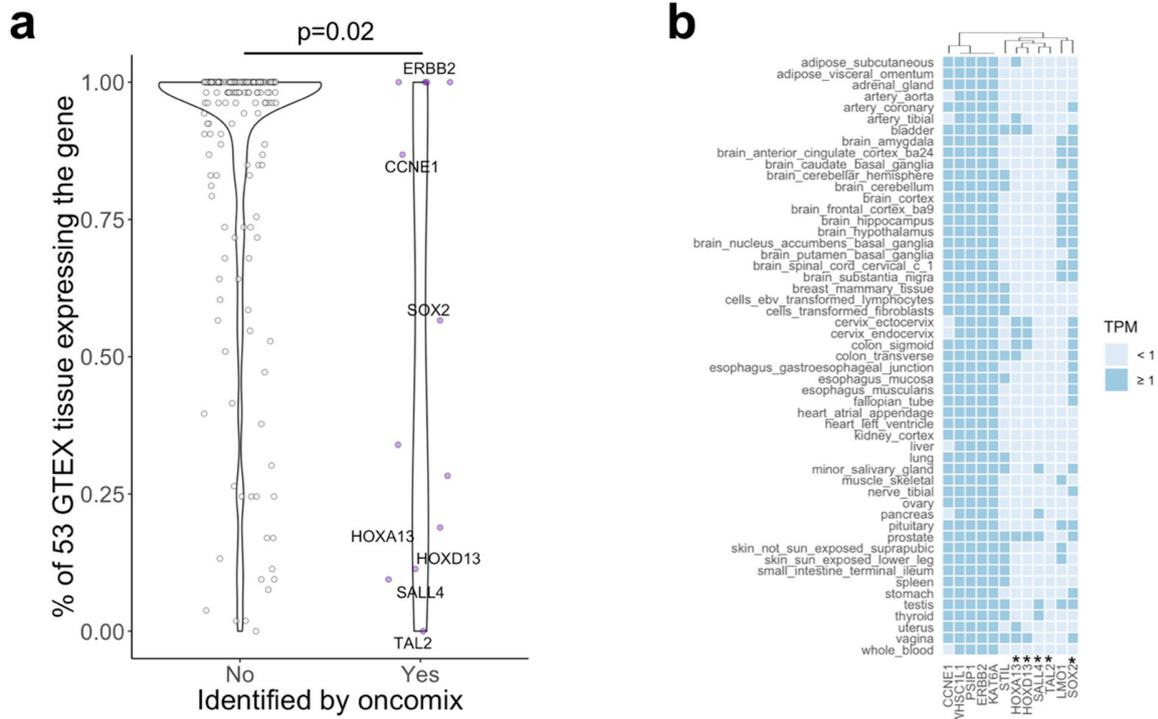 a
p=0.02
% of 53 GTEX tissue expressing the gene
1.00
0.75
0.50
0.25
0.00
ERBB2
CCNE1
SOX2
HOXA13
HOXD13
SALL4
TAL2
No
Yes
Identified by oncomix
b
adipose_subcutaneous
adipose_visceral_omentum
adrenal_gland
artery_aorta
artery_coronary
artery_tibial
bladder
brain_amygdala
brain_anterior_cingulate_cortex_ba24
brain_caudate_basal_ganglia
brain_cerebellar_hemisphere
brain_cerebellum
brain_cortex
brain_frontal_cortex_ba9
brain_hippocampus
brain_hypothalamus
brain_nucleus_accumbens_basal_ganglia
brain_putamen_basal_ganglia
brain_spinal_cord_cervical_c_1
brain_substantia_nigra
breast_mammary_tissue
cells_ebv_transformed_lymphocytes
cells_transformed_fibroblasts
cervix_ectocervix
cervix_endocervix
colon_sigmoid
colon_transverse
esophagus_gastroesophageal_junction
esophagus_mucosa
esophagus_muscularis
fallopian_tube
heart_atrial_appendage
heart_left_ventricle
kidney_cortex
liver
lung
minor_salivary_gland
muscle_skeletal
nerve_tibial
ovary
pancreas
pituitary
prostate
skin_not_sun_exposed_suprapubic
skin_sun_exposed_lower_leg
small_intestine_terminal_ileum
spleen
stomach
testis
thyroid
uterus
vagina
whole_blood
CCNE1
WHSC1L1
PSIP1
ERBB2
KAT6A
STIL
HOXA13*
HOXD13*
SALL4*
TAL2*
LMO1
SOX2*
TPM
< 1
≥ 1